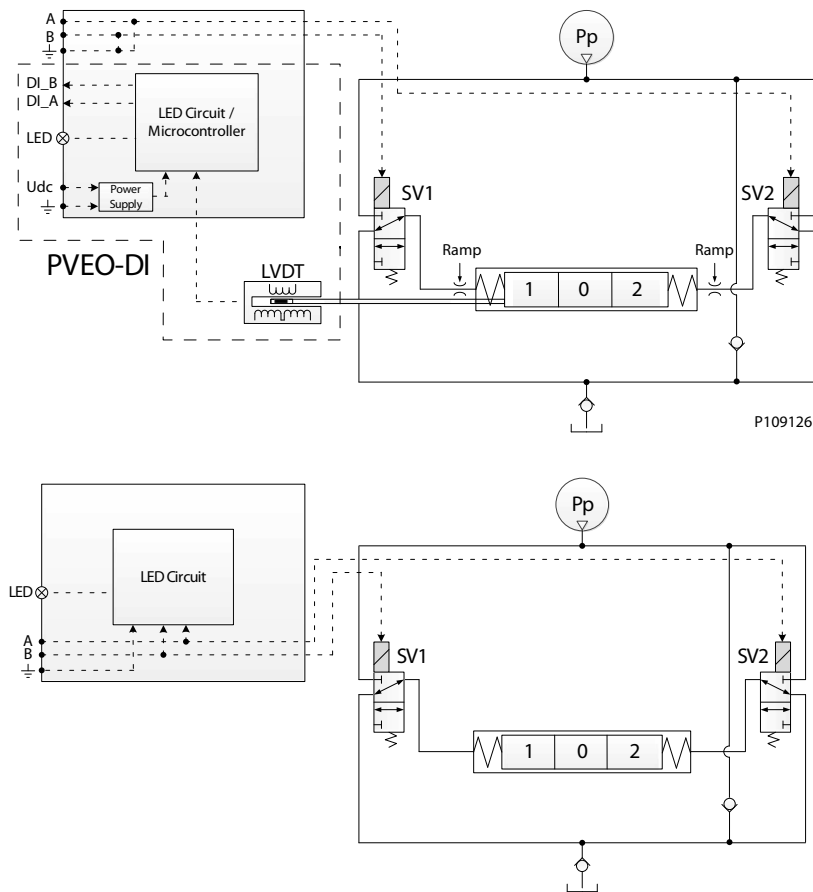 A
B
Pp
DI_B
DI_A
LED Circuit /
Microcontroller
LED
Udc
Power
Supply
SV1
SV2
PVEO-DI
LVDT
Ramp
Ramp
1 0 2
P109126
Pp
LED Circuit
LED
A
B
SV1
SV2
1 0 2